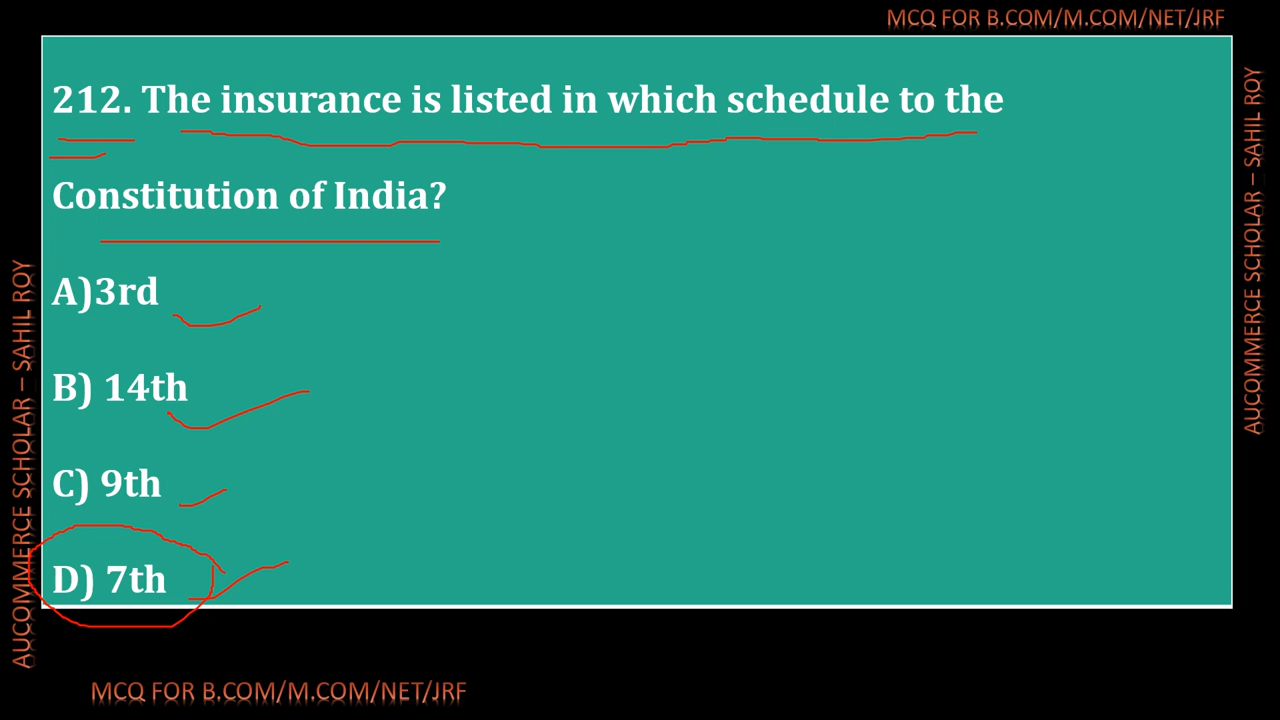 MCQ FOR B.COM/M.COM/NET/JRF
212. The insurance is listed in which schedule to the
Constitution of India?
A)3rd
B) 14th
C) 9th
D) 7th
AUCOMMERCE SCHOLAR – SAHIL ROY
AUCOMMERCE SCHOLAR – SAHIL ROY
MCQ FOR B.COM/M.COM/NET/JRF